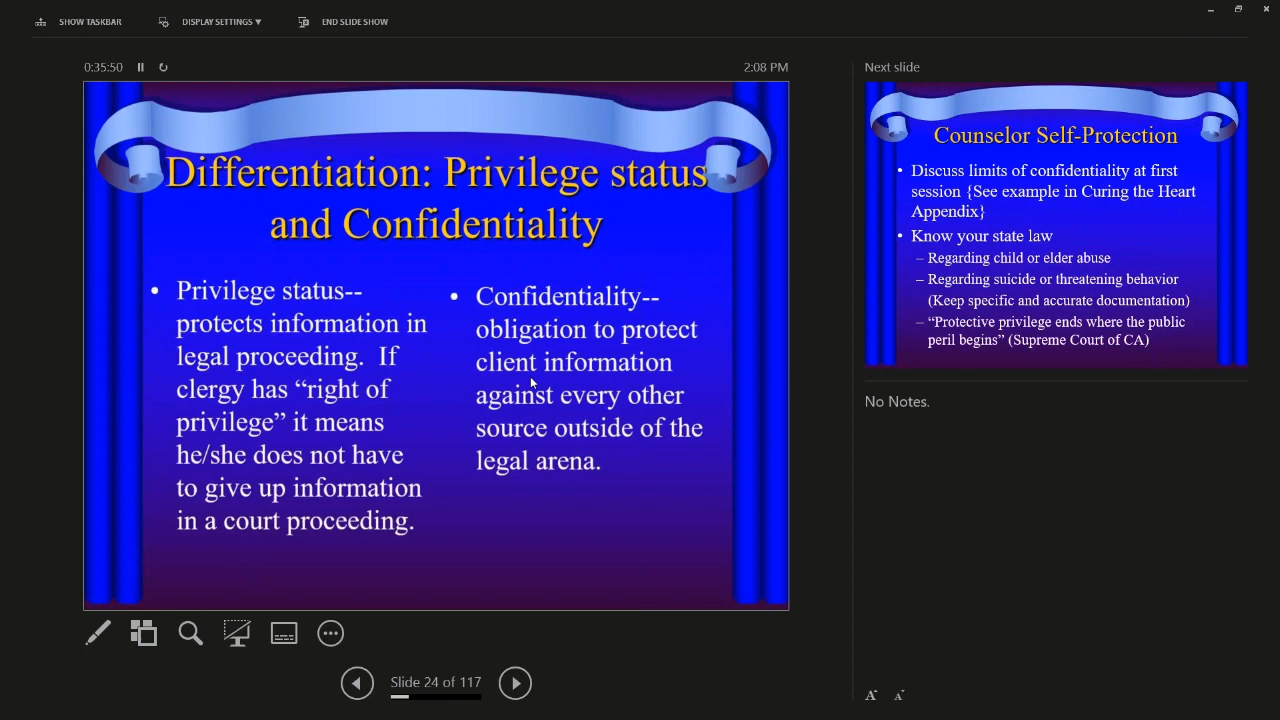 SHOW TASKBAR
DISPLAY SETTINGS ▾
END SLIDE SHOW
0:35:50
2:08 PM
Differentiation: Privilege status
and Confidentiality
• Privilege status--
protects information in
legal proceeding. If
clergy has “right of
privilege” it means
he/she does not have
to give up information
in a court proceeding.
• Confidentiality--
obligation to protect
client information
against every other
source outside of the
legal arena.
Slide 24 of 117
Next slide
Counselor Self-Protection
• Discuss limits of confidentiality at first
session {See example in Curing the Heart
Appendix}
• Know your state law
– Regarding child or elder abuse
– Regarding suicide or threatening behavior
(Keep specific and accurate documentation)
– “Protective privilege ends where the public
peril begins” (Supreme Court of CA)
No Notes.
A A